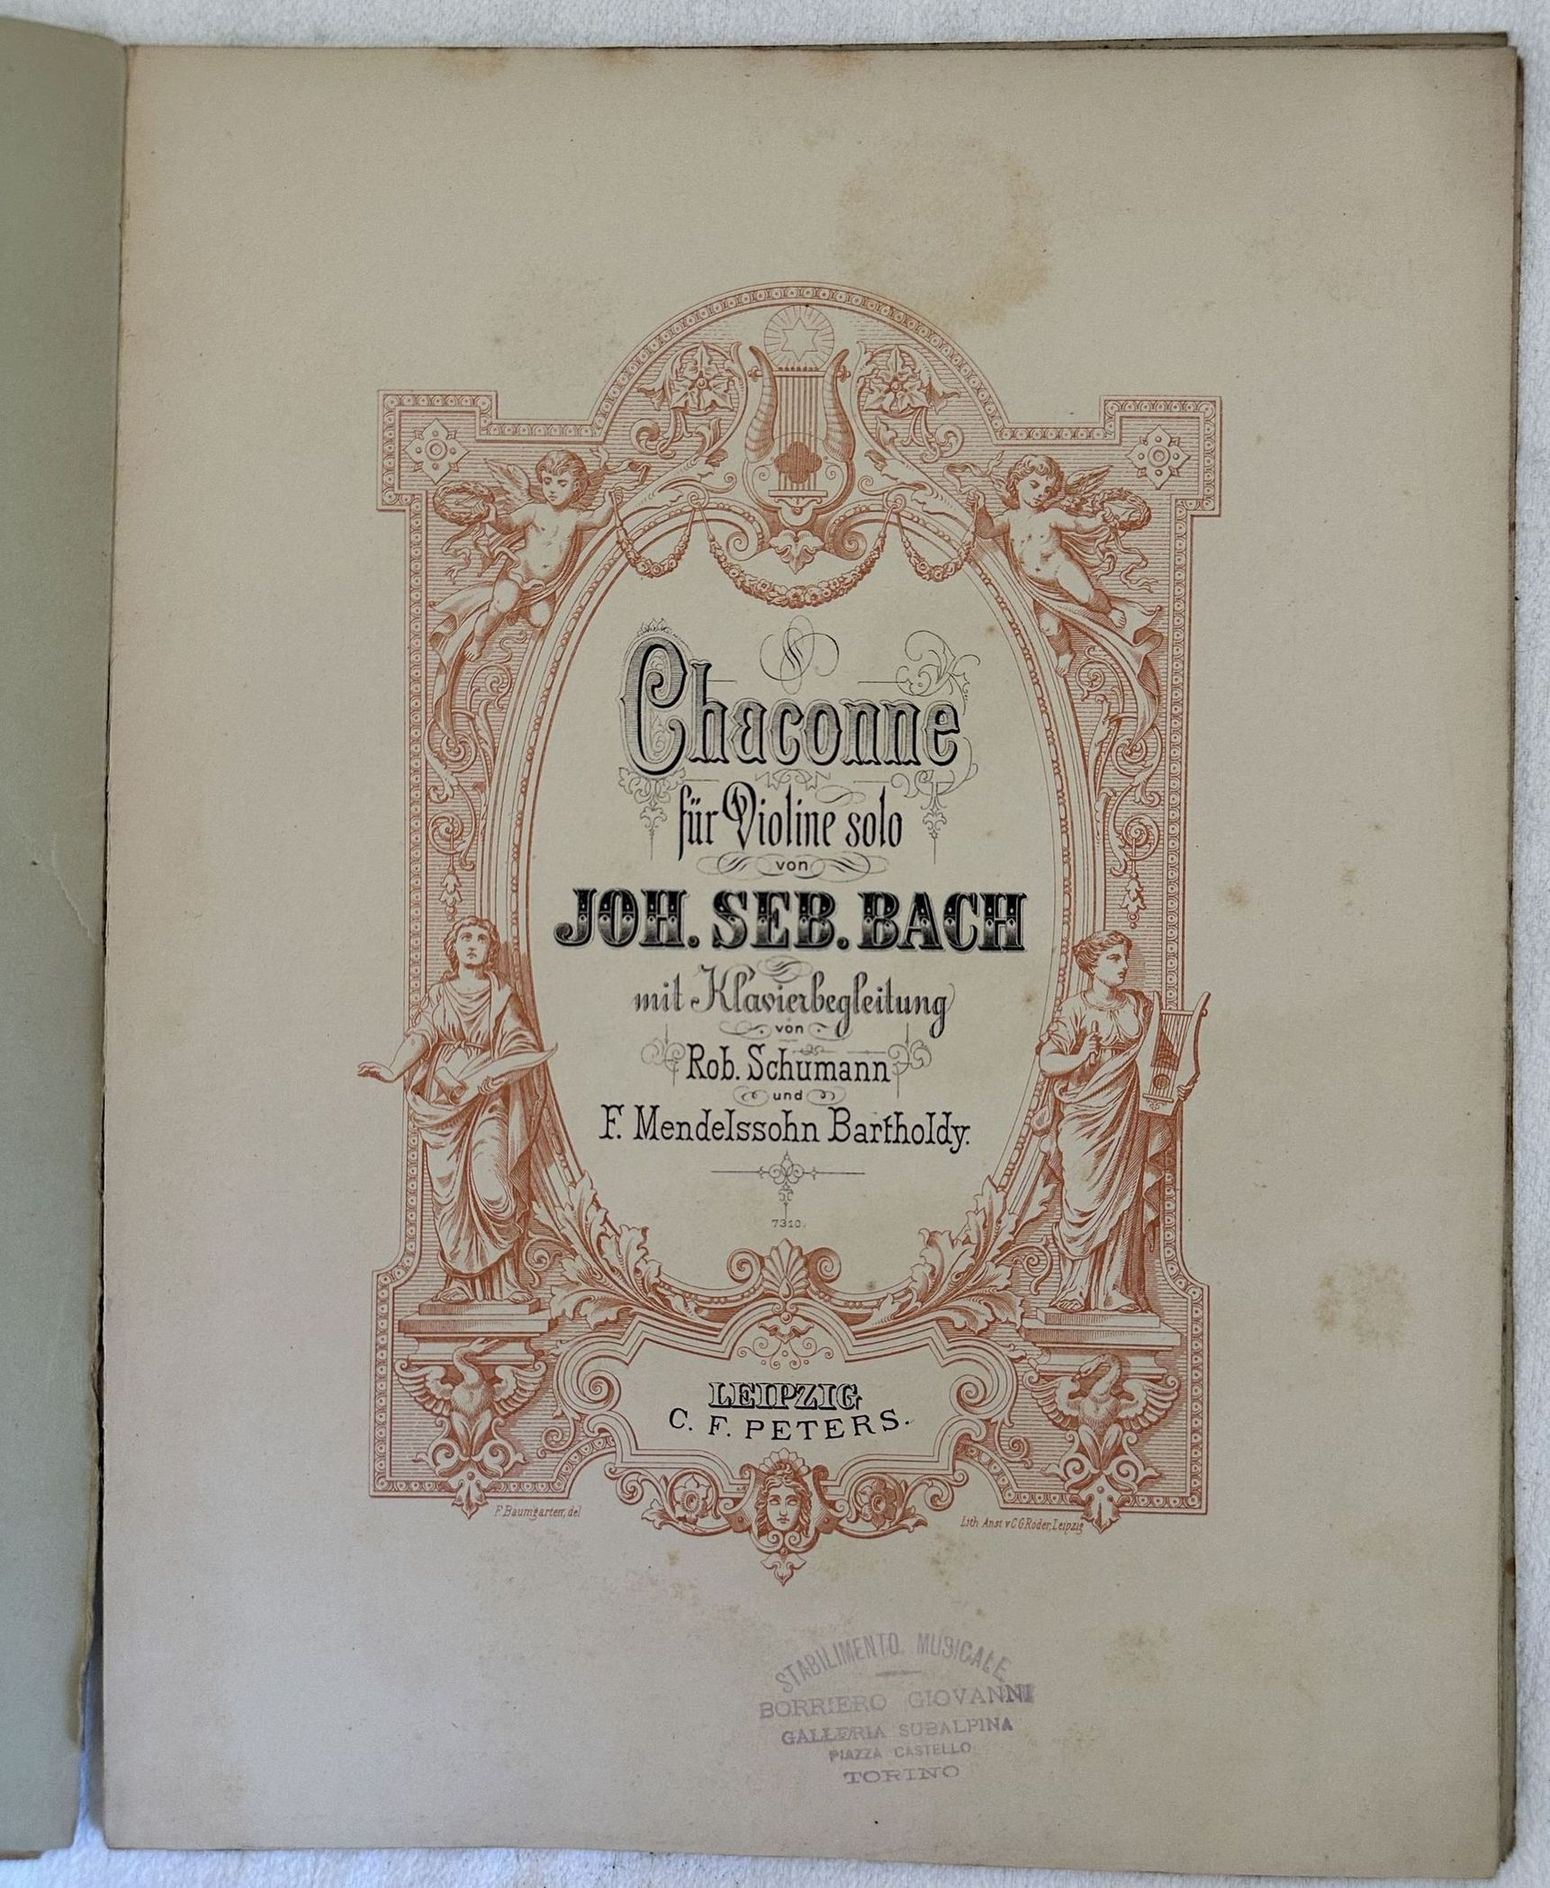 Chaconne
für Violine solo
von
JOH. SEB. BACH
mit Klavierbegleitung
von
Rob. Schumann
und
F. Mendelssohn Bartholdy.
7310.
LEIPZIG
C. F. PETERS.
F. Baumgarten, del
Lith Anst v C G Röder, Leipzig
STABILIMENTO MUSICALE
BORRIERO GIOVANNI
GALLERIA SUBALPINA
PIAZZA CASTELLO
TORINO